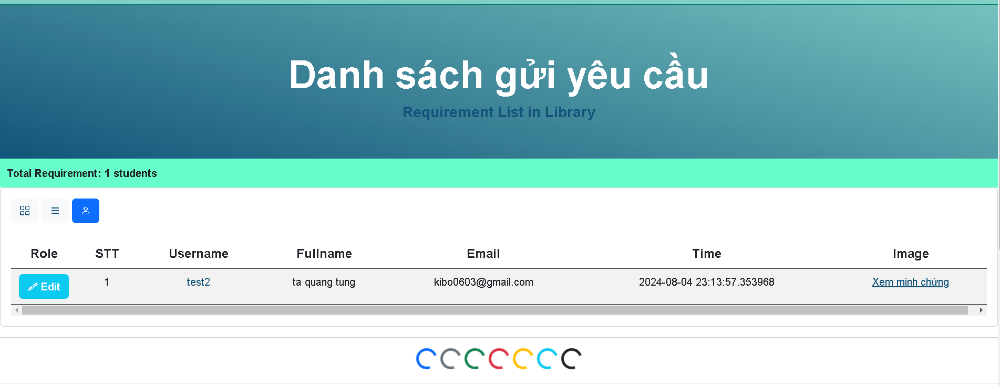 Danh sách gửi yêu cầu
Requirement List in Library
Total Requirement: 1 students
Role STT Username Fullname Email Time Image
Edit 1 test2 ta quang tung kibo0603@gmail.com 2024-08-04 23:13:57.353968 Xem minh chứng